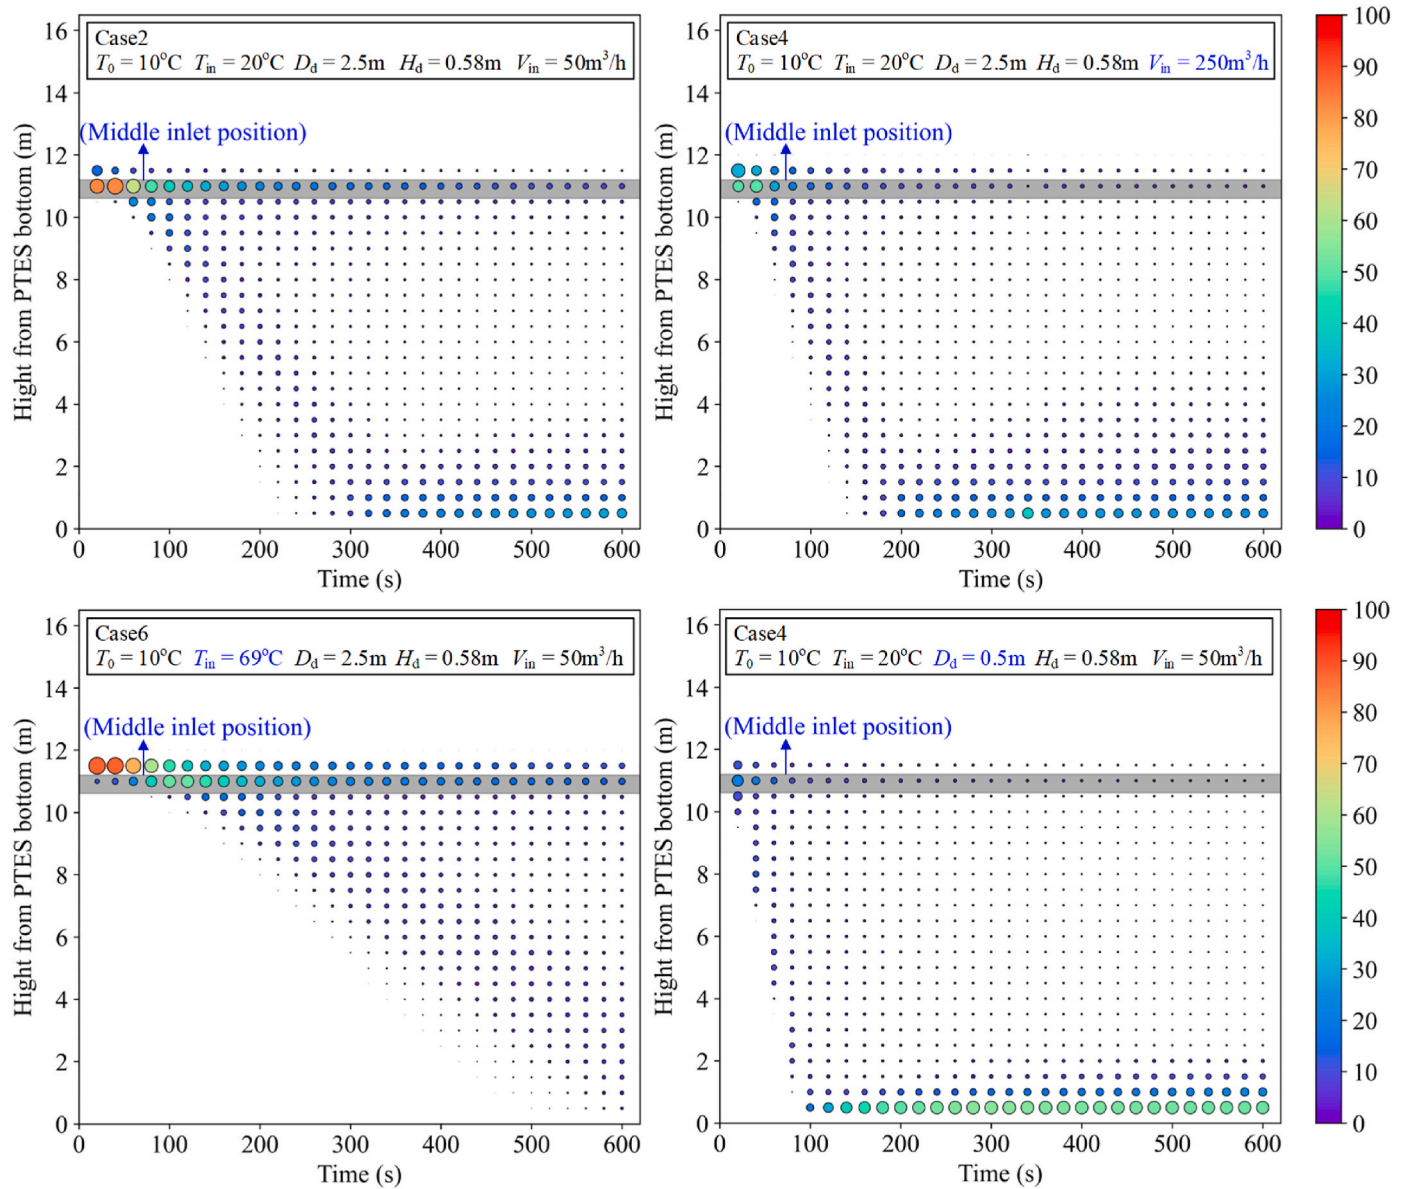 Case2
T0 = 10°C Tin = 20°C Dd = 2.5m Hd = 0.58m Vin = 50m³/h
(Middle inlet position)
Hight from PTES bottom (m)
16
14
12
10
8
6
4
2
0
0 100 200 300 400 500 600
Time (s)
Case4
T0 = 10°C Tin = 20°C Dd = 2.5m Hd = 0.58m Vin = 250m³/h
(Middle inlet position)
Hight from PTES bottom (m)
16
14
12
10
8
6
4
2
0
0 100 200 300 400 500 600
Time (s)
100
90
80
70
60
50
40
30
20
10
0
Case6
T0 = 10°C Tin = 69°C Dd = 2.5m Hd = 0.58m Vin = 50m³/h
(Middle inlet position)
Hight from PTES bottom (m)
16
14
12
10
8
6
4
2
0
0 100 200 300 400 500 600
Time (s)
Case4
T0 = 10°C Tin = 20°C Dd = 0.5m Hd = 0.58m Vin = 50m³/h
(Middle inlet position)
Hight from PTES bottom (m)
16
14
12
10
8
6
4
2
0
0 100 200 300 400 500 600
Time (s)
100
90
80
70
60
50
40
30
20
10
0